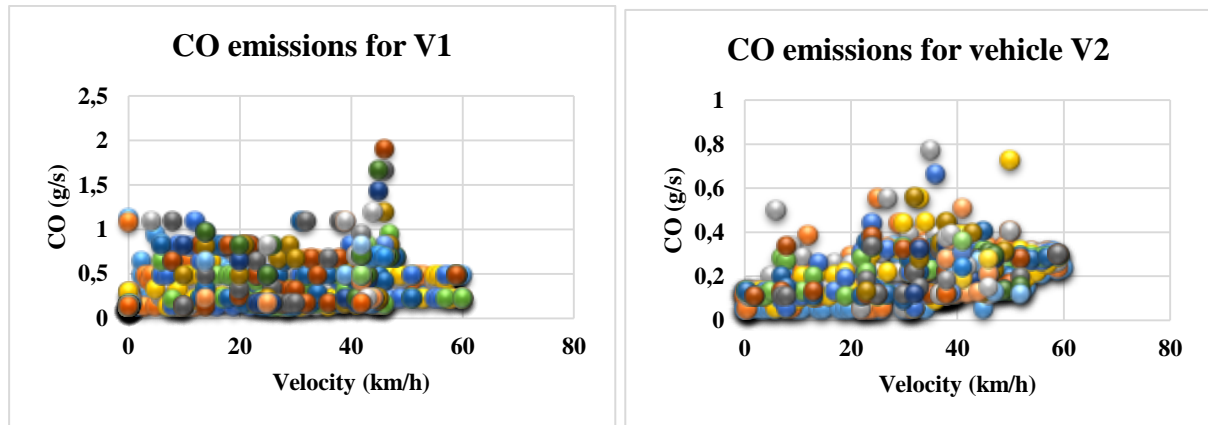 CO emissions for V1
2,5
2
1,5
1
0,5
0
0 20 40 60 80
CO (g/s)
Velocity (km/h)
CO emissions for vehicle V2
1
0,8
0,6
0,4
0,2
0
0 20 40 60 80
CO (g/s)
Velocity (km/h)